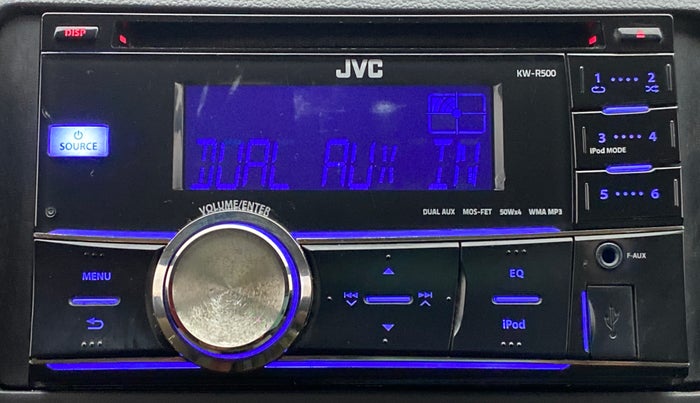 DISP
JVC
KW-R500
SOURCE
DUAL AUX IN
1 2
3 4
iPod MODE
5 6
VOLUME/ENTER
DUAL AUX MOS-FET 50Wx4 WMA MP3
F-AUX
MENU
EQ
iPod